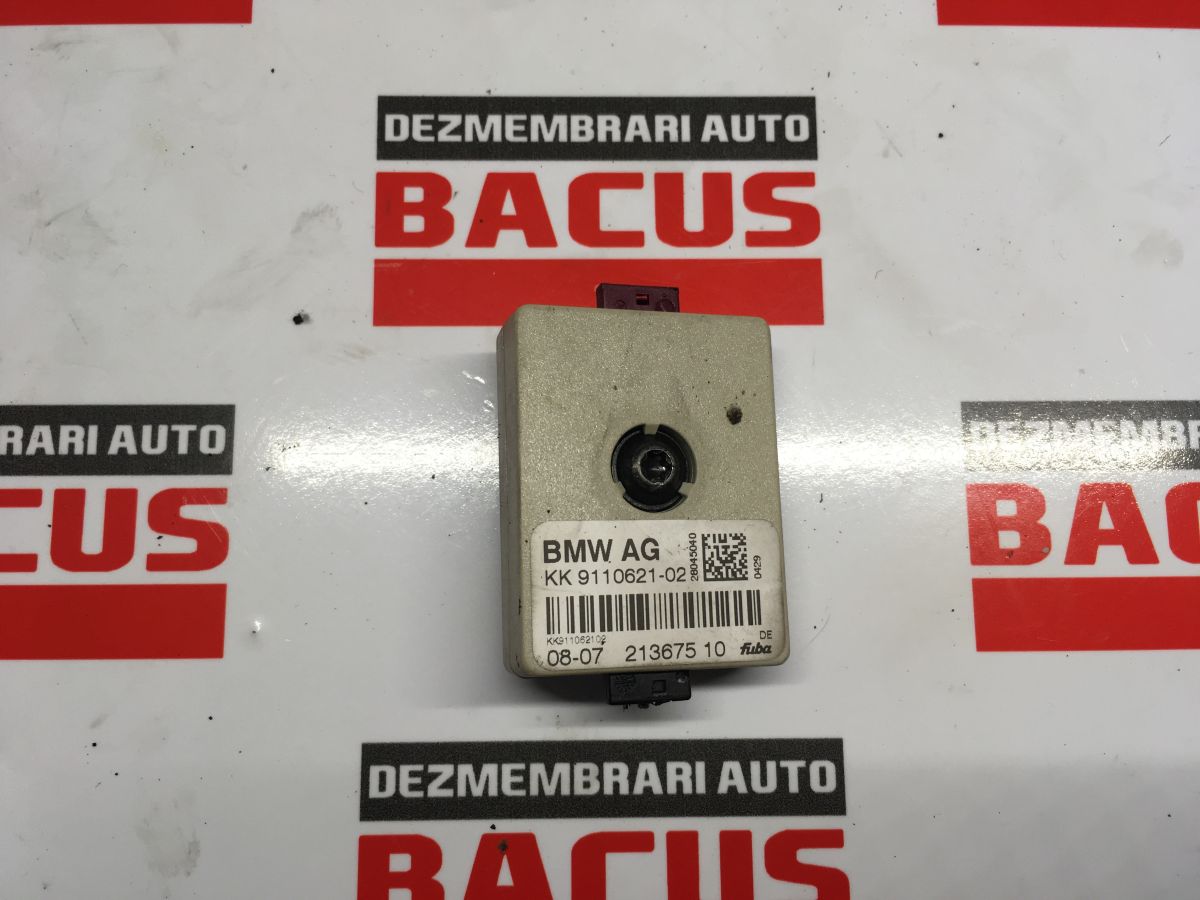 DEZMEMBRARI AUTO
BACUS
RARI AUTO
CUS
DEZMEMB
BAC
BMW AG
KK 9110621-02
28045040
0429
KK911062102
DE
08-07 213675 10 fuba
DEZMEMBRARI AUTO
BACUS